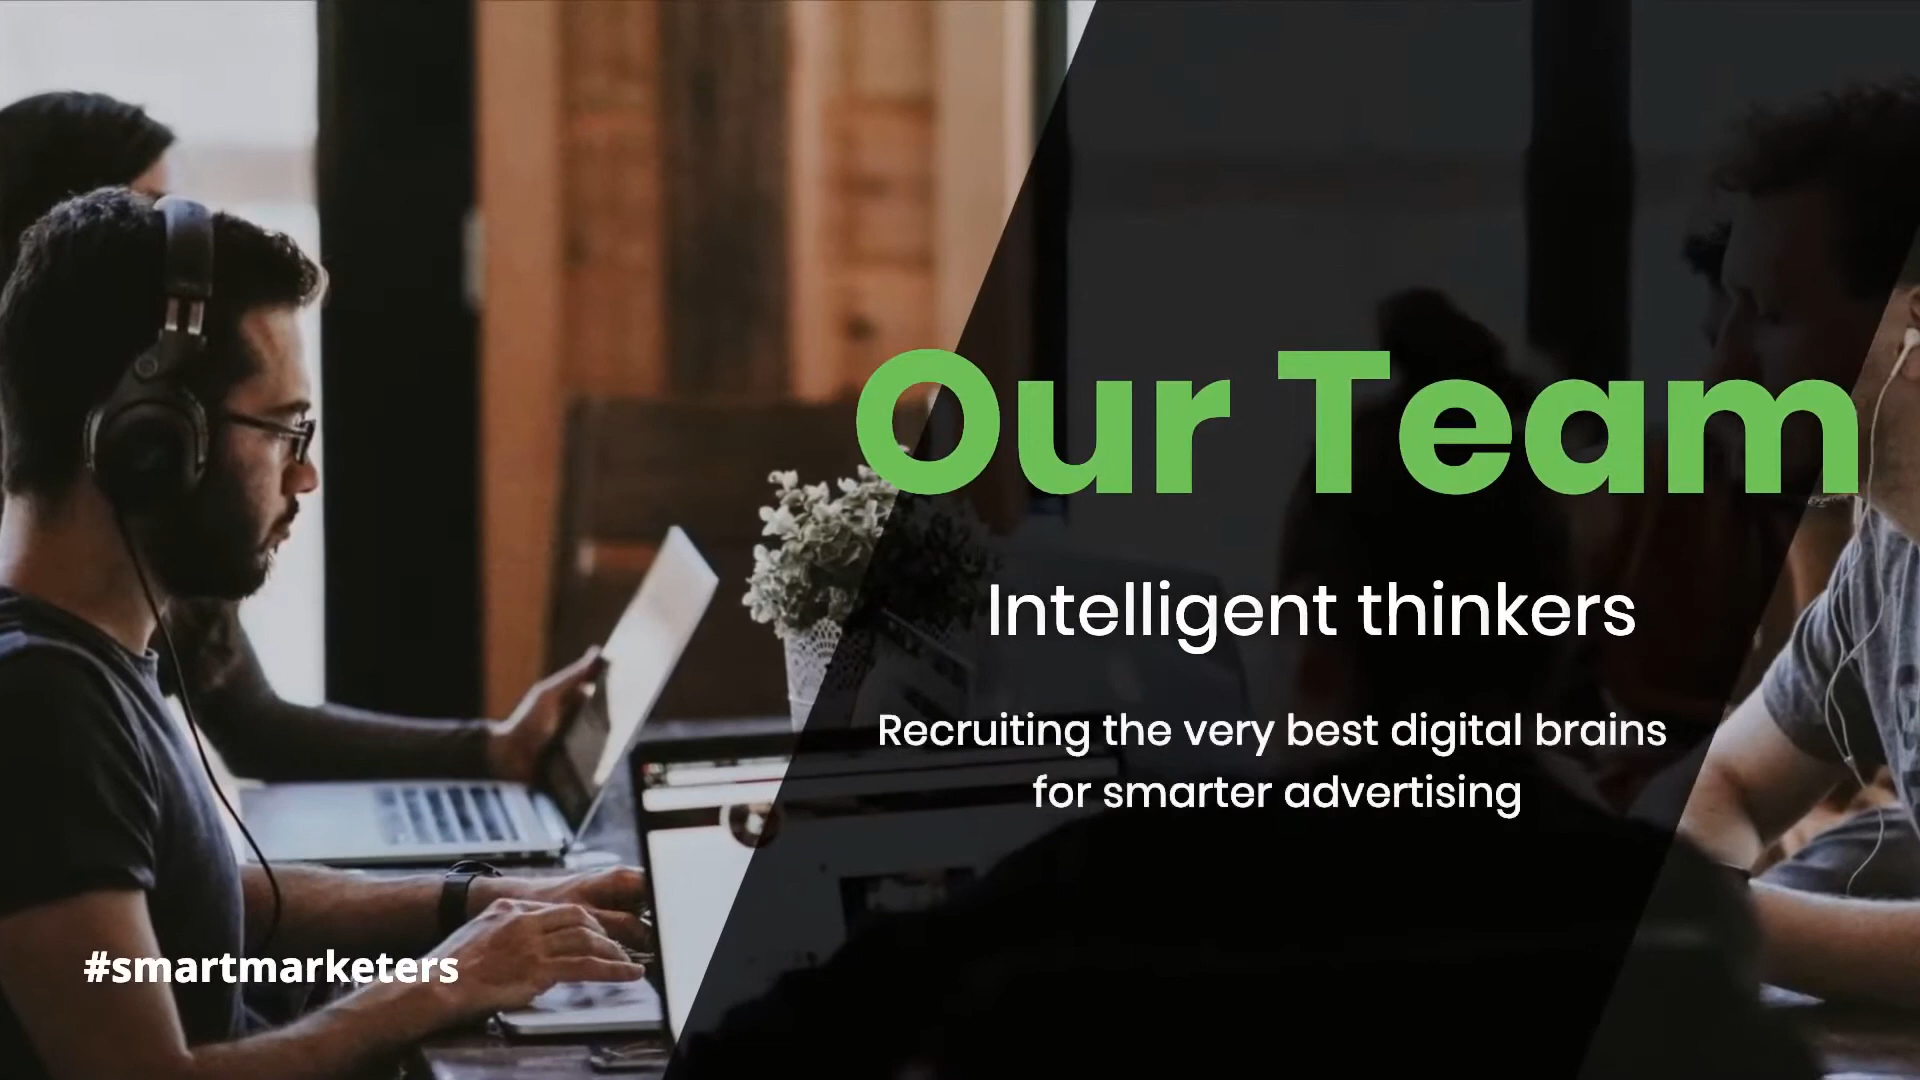 Our Team
Intelligent thinkers
Recruiting the very best digital brains
for smarter advertising
#smartmarketers